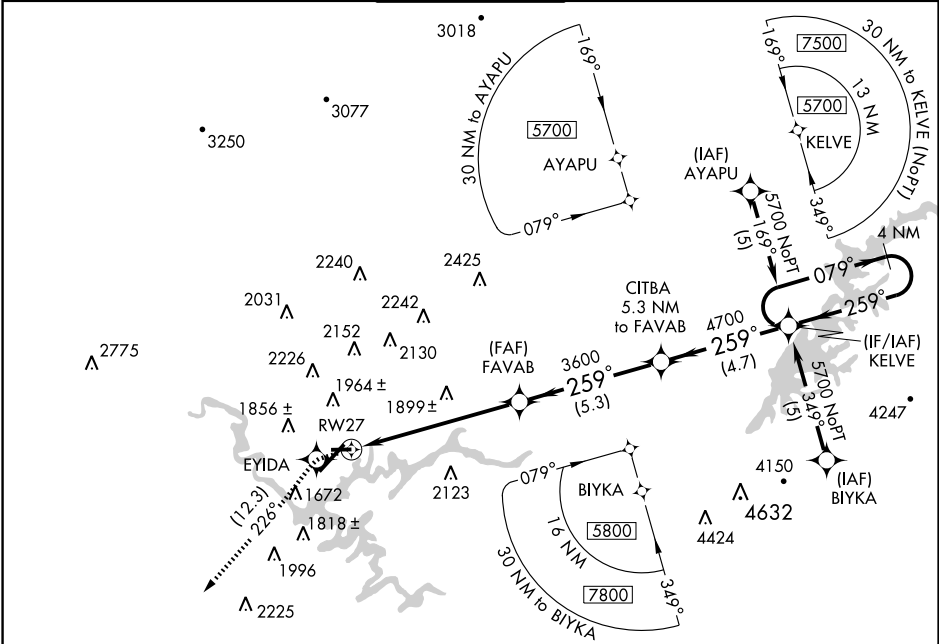 3018
3077
3250
30 NM to AYAPU
169°
5700
AYAPU
079°
30 NM to KELVE (NoPT)
7500
169°
13 NM
5700
KELVE
349°
(IAF)
AYAPU
5700 NoPT
169°
(5)
4 NM
079°
259°
(IF/IAF)
KELVE
4700
259°
(4.7)
CITBA
5.3 NM
to FAVAB
3600
259°
(5.3)
(FAF)
FAVAB
2240
2425
2031
2242
2152
2130
2775
2226
1964 ±
1899 ±
1856 ±
RW27
EYIDA
(12.3)
226°
1672
1818 ±
1996
2225
2123
079°
BIYKA
5800
16 NM
7800
30 NM to BIYKA
349°
5700 NoPT
349°
(5)
4247
4150
4632
4424
(IAF)
BIYKA